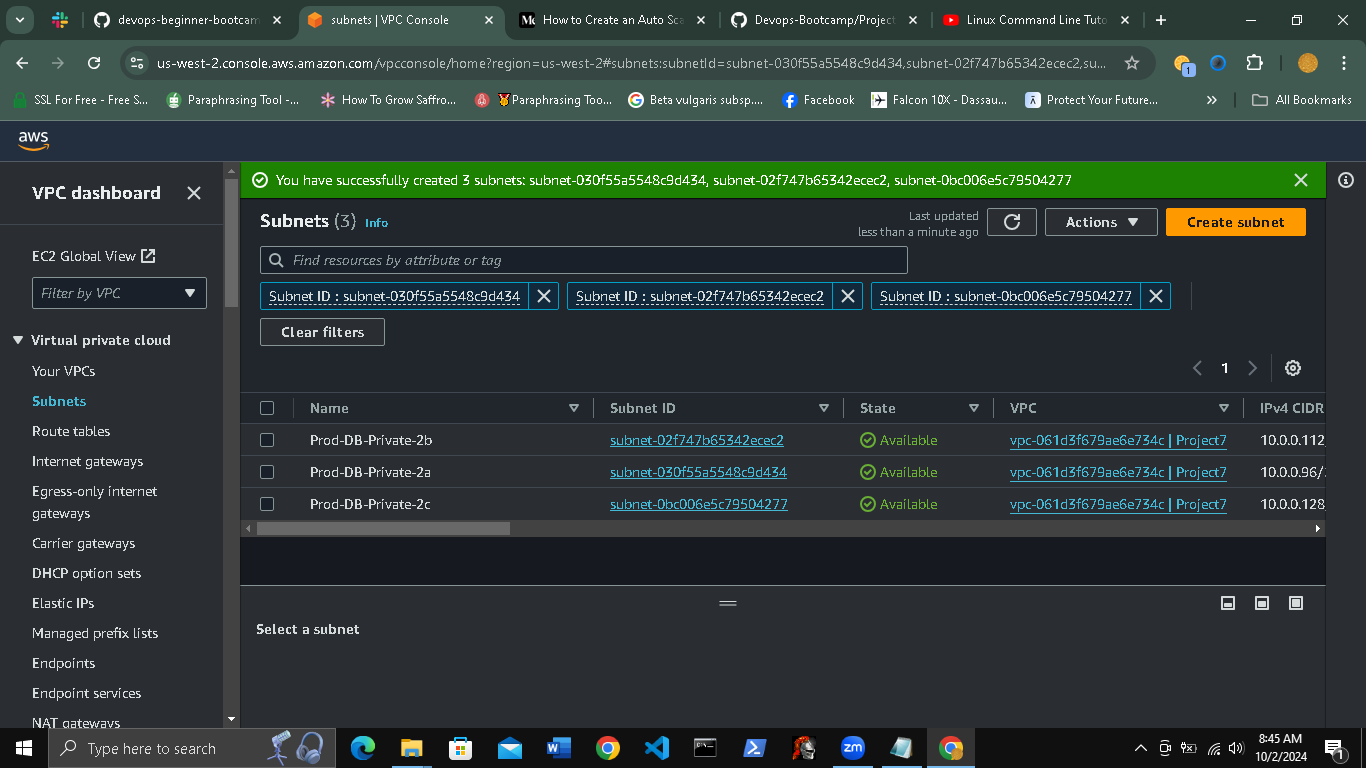 devops-beginner-bootcam
subnets | VPC Console
How to Create an Auto Sca
Devops-Bootcamp/Project
Linux Command Line Tuto
us-west-2.console.aws.amazon.com/vpcconsole/home?region=us-west-2#subnets:subnetId=subnet-030f55a5548c9d434,subnet-02f747b65342ecec2,su...
1
SSL For Free - Free S...
Paraphrasing Tool -...
How To Grow Saffro...
Paraphrasing Too...
Beta vulgaris subsp....
Facebook
Falcon 10X - Dassau...
Protect Your Future...
All Bookmarks
aws
VPC dashboard
EC2 Global View
Filter by VPC
Virtual private cloud
Your VPCs
Subnets
Route tables
Internet gateways
Egress-only internet
gateways
Carrier gateways
DHCP option sets
Elastic IPs
Managed prefix lists
Endpoints
Endpoint services
NAT gateways
You have successfully created 3 subnets: subnet-030f55a5548c9d434, subnet-02f747b65342ecec2, subnet-0bc006e5c79504277
Subnets (3) Info
Last updated
less than a minute ago
Actions
Create subnet
Find resources by attribute or tag
Subnet ID : subnet-030f55a5548c9d434
Subnet ID : subnet-02f747b65342ecec2
Subnet ID : subnet-0bc006e5c79504277
Clear filters
1
Name Subnet ID State VPC IPv4 CIDR
Prod-DB-Private-2b subnet-02f747b65342ecec2 Available vpc-061d3f679ae6e734c | Project7 10.0.0.112
Prod-DB-Private-2a subnet-030f55a5548c9d434 Available vpc-061d3f679ae6e734c | Project7 10.0.0.96/
Prod-DB-Private-2c subnet-0bc006e5c79504277 Available vpc-061d3f679ae6e734c | Project7 10.0.0.128
Select a subnet
Type here to search
zm
8:45 AM
10/2/2024
1